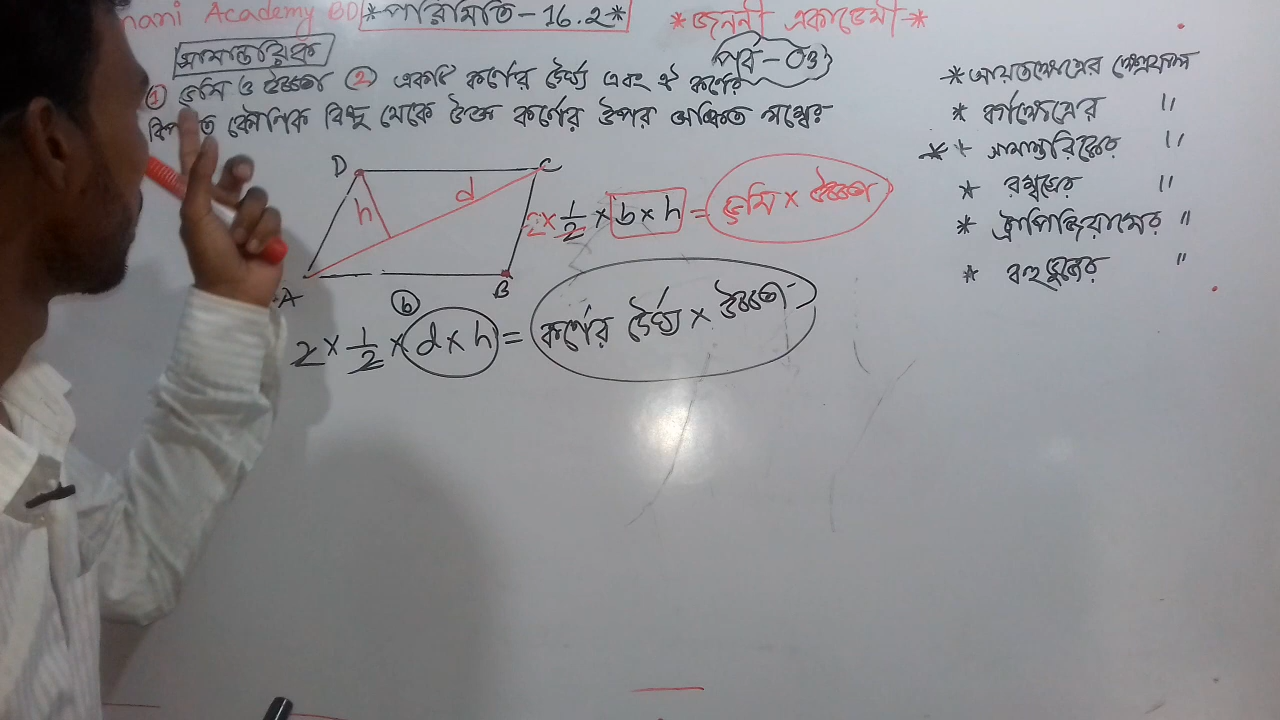 nani Academy BD *পরিমিতি-16.2* *জননী একাডেমী*
সামান্তরিক পর্ব-03
① ভূমি ও উচ্চতা ② একটি কর্ণের দৈর্ঘ্য এবং ঐ কর্ণের
কৌনিক বিন্দু থেকে উক্ত কর্ণের উপর অঙ্কিত লম্বের
D C
h d
A B
b
2 × 1/2 × b × h = ভূমি × উচ্চতা
2 × 1/2 × d × h = কর্ণের দৈর্ঘ্য × উচ্চতা
* আয়তক্ষেত্রের ক্ষেত্রফল
* বর্গক্ষেত্রের "
* * সামান্তরিকের "
* রম্বসের "
* ট্রাপিজিয়ামের "
* বহুভুজের "